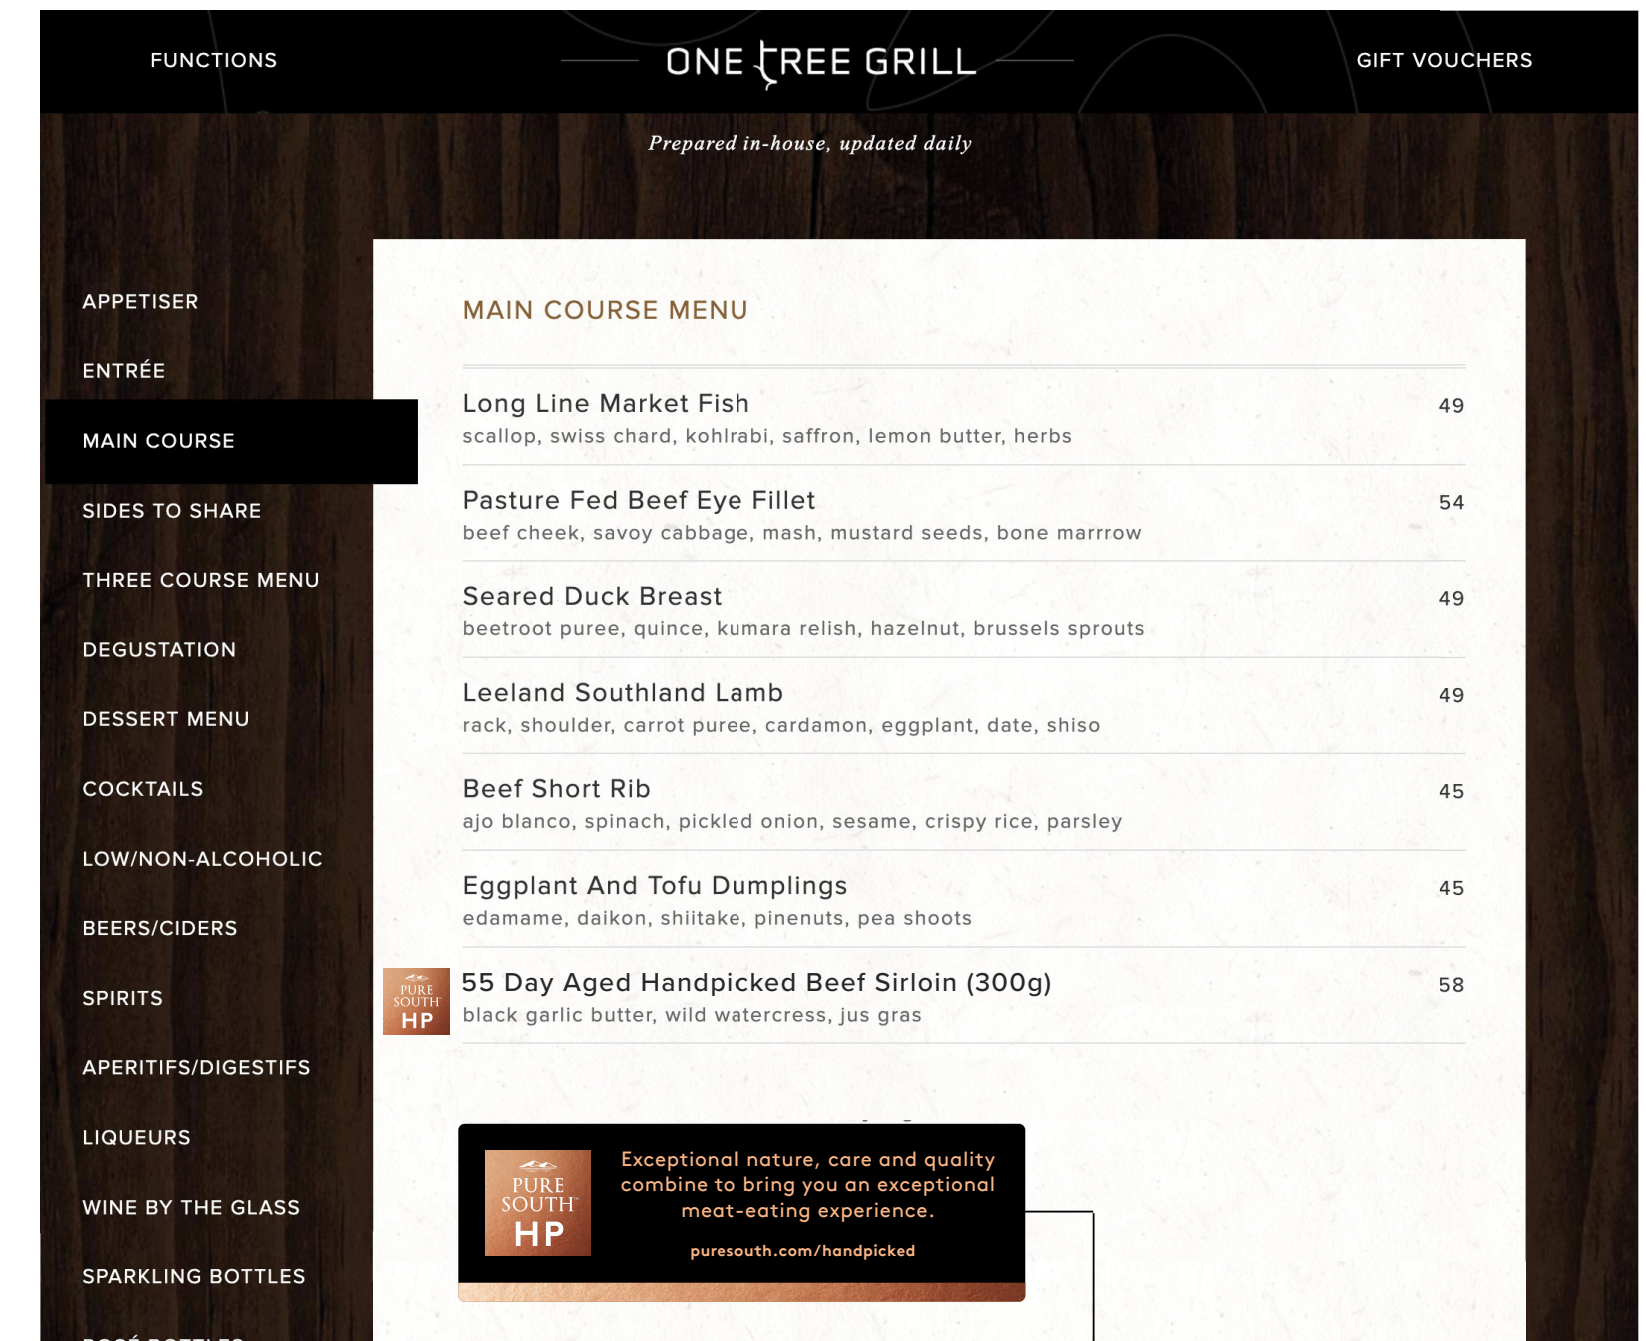 FUNCTIONS
ONE TREE GRILL
GIFT VOUCHERS
Prepared in-house, updated daily
APPETISER
ENTRÉE
MAIN COURSE
SIDES TO SHARE
THREE COURSE MENU
DEGUSTATION
DESSERT MENU
COCKTAILS
LOW/NON-ALCOHOLIC
BEERS/CIDERS
SPIRITS
APERITIFS/DIGESTIFS
LIQUEURS
WINE BY THE GLASS
SPARKLING BOTTLES
ROSÉ BOTTLES
MAIN COURSE MENU
Long Line Market Fish 49
scallop, swiss chard, kohlrabi, saffron, lemon butter, herbs
Pasture Fed Beef Eye Fillet 54
beef cheek, savoy cabbage, mash, mustard seeds, bone marrrow
Seared Duck Breast 49
beetroot puree, quince, kumara relish, hazelnut, brussels sprouts
Leeland Southland Lamb 49
rack, shoulder, carrot puree, cardamon, eggplant, date, shiso
Beef Short Rib 45
ajo blanco, spinach, pickled onion, sesame, crispy rice, parsley
Eggplant And Tofu Dumplings 45
edamame, daikon, shiitake, pinenuts, pea shoots
PURE
SOUTH™
HP
55 Day Aged Handpicked Beef Sirloin (300g) 58
black garlic butter, wild watercress, jus gras
PURE
SOUTH™
HP
Exceptional nature, care and quality
combine to bring you an exceptional
meat-eating experience.
puresouth.com/handpicked